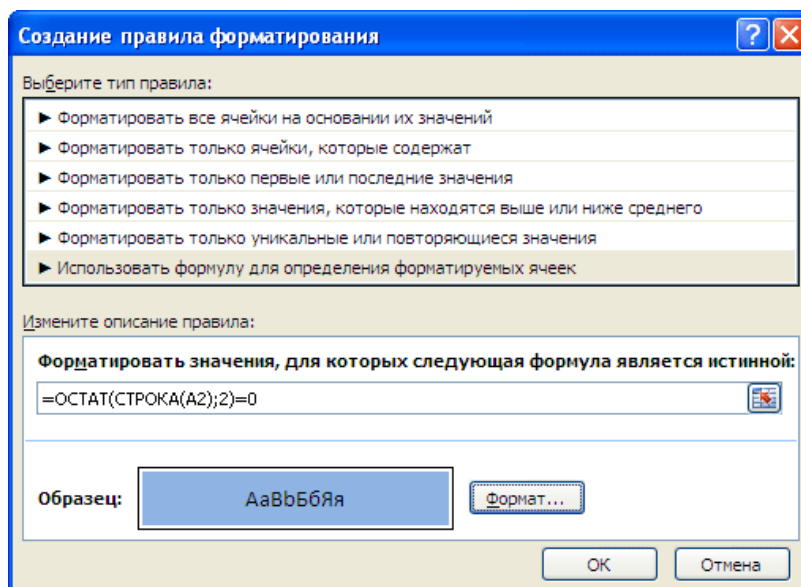 Создание правила форматирования
?
Выберите тип правила:
► Форматировать все ячейки на основании их значений
► Форматировать только ячейки, которые содержат
► Форматировать только первые или последние значения
► Форматировать только значения, которые находятся выше или ниже среднего
► Форматировать только уникальные или повторяющиеся значения
► Использовать формулу для определения форматируемых ячеек
Измените описание правила:
Форматировать значения, для которых следующая формула является истинной:
=ОСТАТ(СТРОКА(A2);2)=0
Образец: АаВbБбЯя Формат...
ОК Отмена